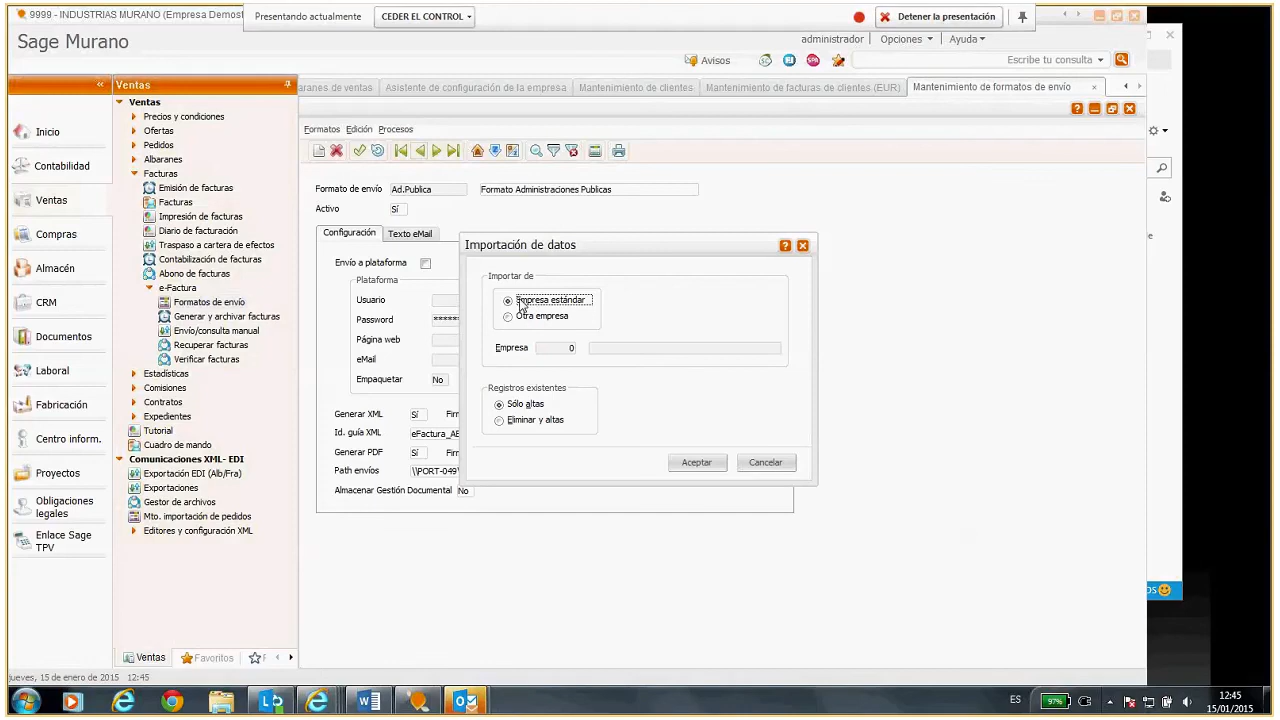 9999 - INDUSTRIAS MURANO (Empresa Demost
Presentando actualmente
CEDER EL CONTROL
Detener la presentación
Sage Murano
administrador
Opciones
Ayuda
Avisos
Escribe tu consulta
Ventas
aranes de ventas
Asistente de configuración de la empresa
Mantenimiento de clientes
Mantenimiento de facturas de clientes (EUR)
Mantenimiento de formatos de envío
Inicio
Contabilidad
Ventas
Compras
Almacén
CRM
Documentos
Laboral
Fabricación
Centro inform.
Proyectos
Obligaciones
legales
Enlace Sage
TPV
Ventas
Precios y condiciones
Ofertas
Pedidos
Albaranes
Facturas
Emisión de facturas
Facturas
Impresión de facturas
Diario de facturación
Traspaso a cartera de efectos
Contabilización de facturas
Abono de facturas
e-Factura
Formatos de envío
Generar y archivar facturas
Envío/consulta manual
Recuperar facturas
Verificar facturas
Estadísticas
Comisiones
Contratos
Expedientes
Tutorial
Cuadro de mando
Comunicaciones XML- EDI
Exportación EDI (Alb/Fra)
Exportaciones
Gestor de archivos
Mto. importación de pedidos
Editores y configuración XML
Ventas
Favoritos
Formatos
Edición
Procesos
Formato de envío
Ad.Publica
Formato Administraciones Publicas
Activo
Sí
Configuración
Texto eMail
Envío a plataforma
Plataforma
Usuario
Password
******
Página web
eMail
Empaquetar
No
Generar XML
Sí
Firm
Id. guía XML
eFactura_AE
Generar PDF
Sí
Firm
Path envíos
\\PORT-049\
Almacenar Gestión Documental
No
Importación de datos
Importar de
Empresa estándar
Otra empresa
Empresa
0
Registros existentes
Sólo altas
Eliminar y altas
Aceptar
Cancelar
jueves, 15 de enero de 2015 12:45
ES
97%
12:45
15/01/2015